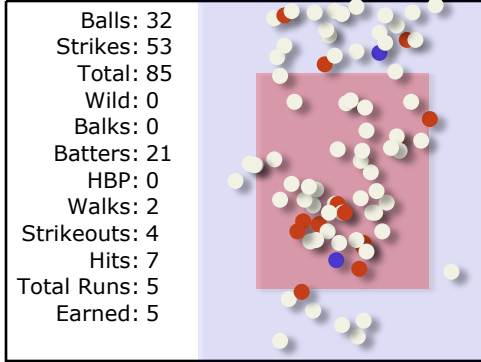 Balls: 32
Strikes: 53
Total: 85
Wild: 0
Balks: 0
Batters: 21
HBP: 0
Walks: 2
Strikeouts: 4
Hits: 7
Total Runs: 5
Earned: 5